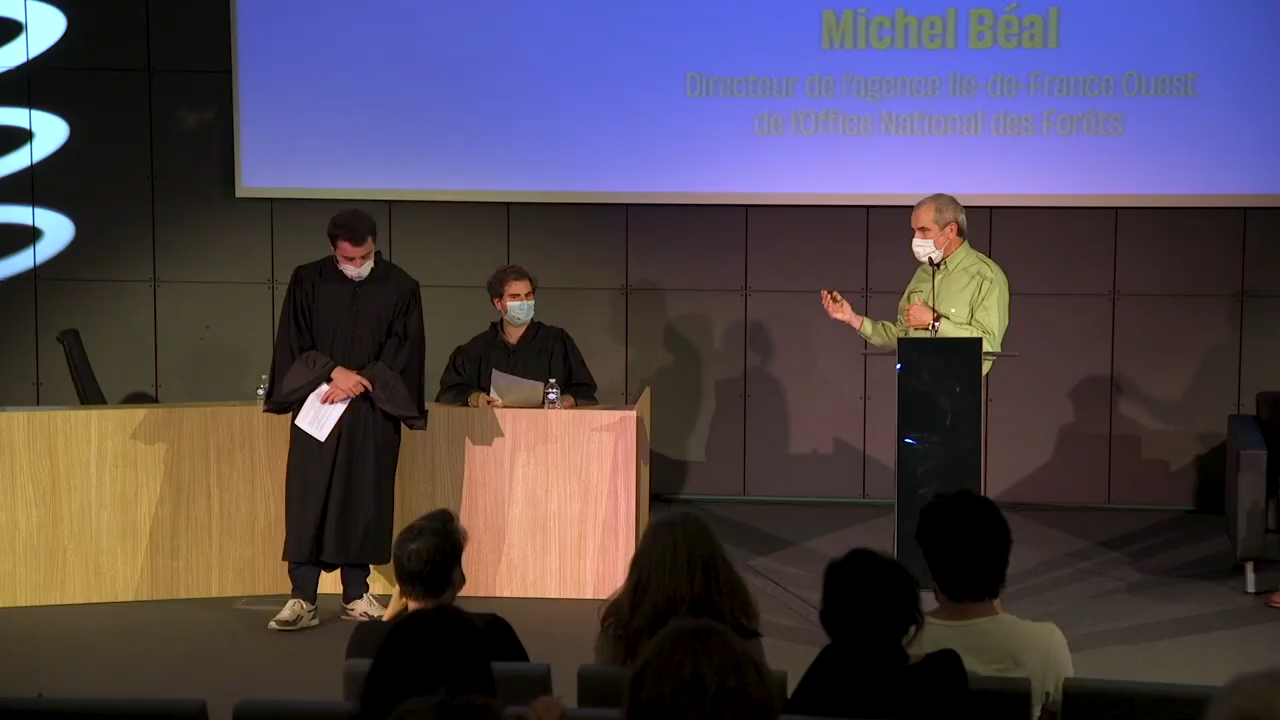 Michel Béal
Directeur de l'agence Ile-de-France Ouest
de l'Office National des Forêts